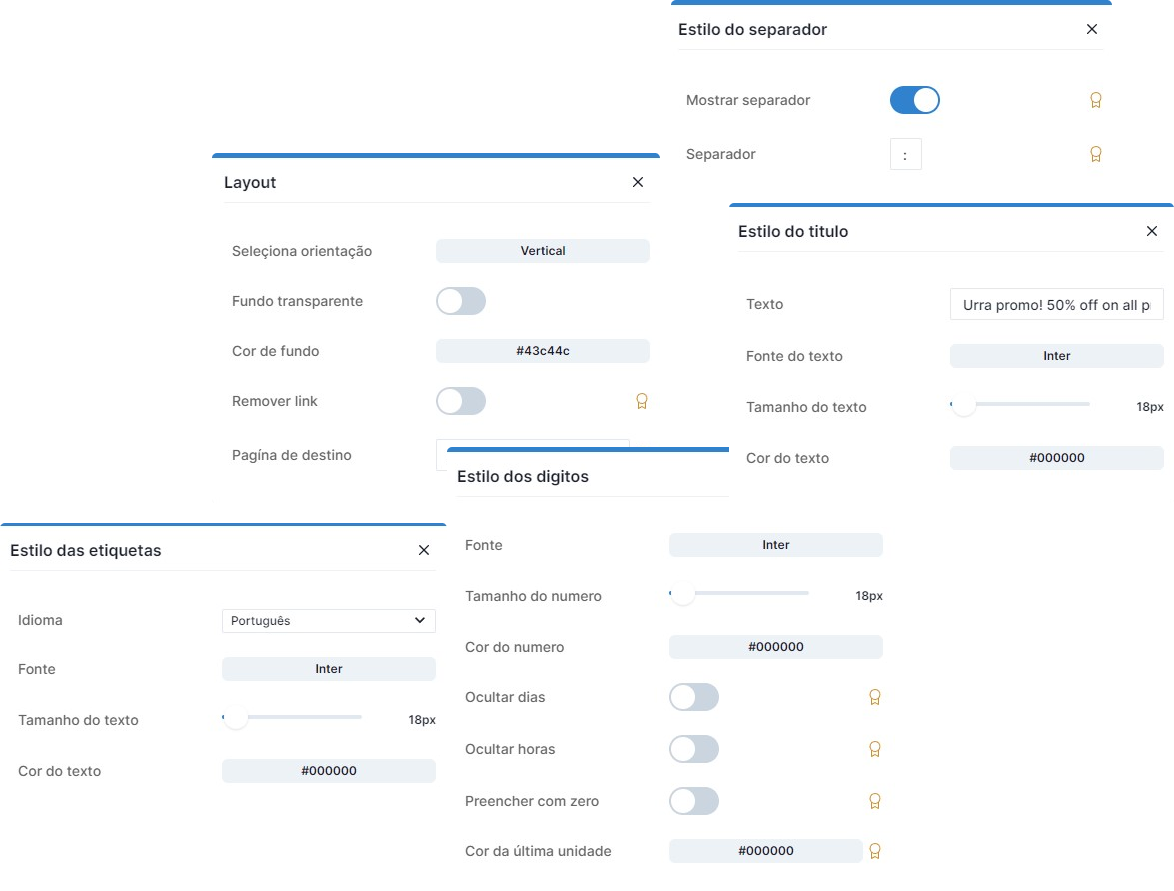 Estilo do separador
Mostrar separador
Separador
:
Layout
Seleçiona orientação
Vertical
Fundo transparente
Cor de fundo
#43c44c
Remover link
Pagína de destino
Estilo do titulo
Texto
Urra promo! 50% off on all p
Fonte do texto
Inter
Tamanho do texto
18px
Cor do texto
#000000
Estilo dos digitos
Fonte
Inter
Tamanho do numero
18px
Cor do numero
#000000
Ocultar dias
Ocultar horas
Preencher com zero
Cor da última unidade
#000000
Estilo das etiquetas
Idioma
Português
Fonte
Inter
Tamanho do texto
18px
Cor do texto
#000000